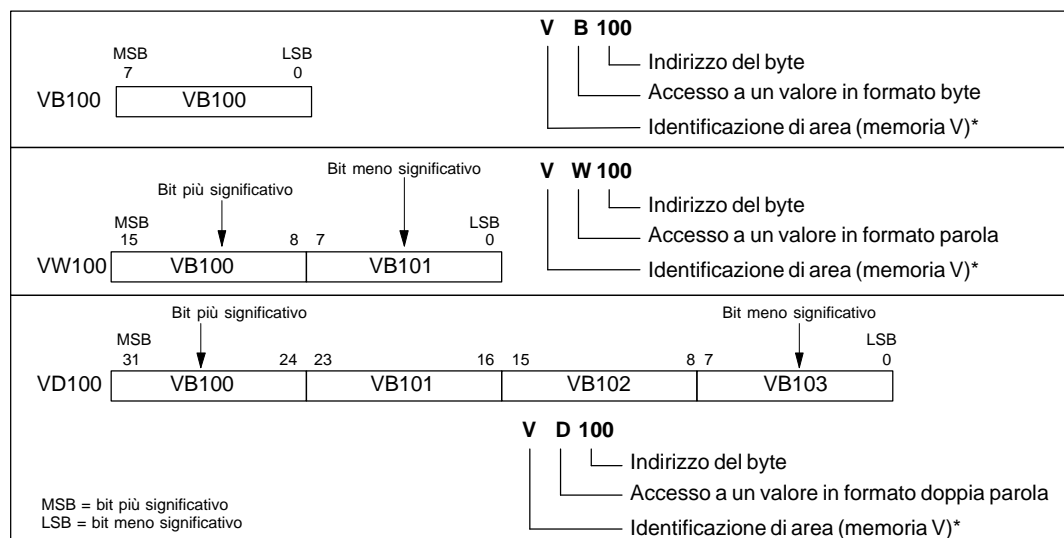 V B 100
MSB LSB
7 0
VB100 VB100
Indirizzo del byte
Accesso a un valore in formato byte
Identificazione di area (memoria V)*
V W 100
Bit meno significativo
Bit più significativo
MSB LSB
15 8 7 0
VW100 VB100 VB101
Indirizzo del byte
Accesso a un valore in formato parola
Identificazione di area (memoria V)*
Bit più significativo Bit meno significativo
MSB LSB
31 24 23 16 15 8 7 0
VD100 VB100 VB101 VB102 VB103
V D 100
Indirizzo del byte
Accesso a un valore in formato doppia parola
Identificazione di area (memoria V)*
MSB = bit più significativo
LSB = bit meno significativo